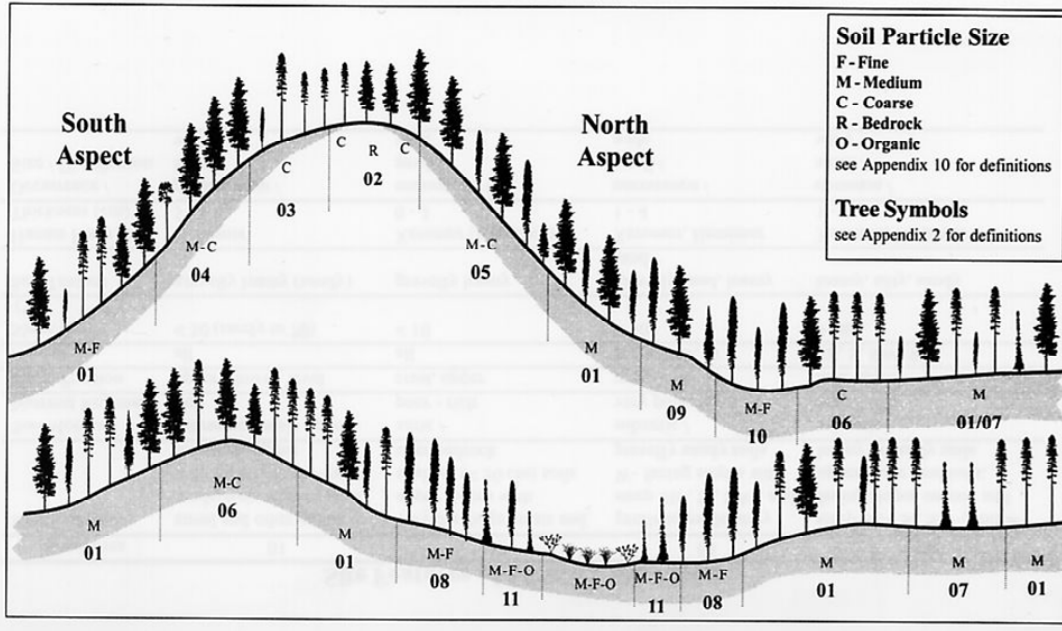 Soil Particle Size
F - Fine
M - Medium
C - Coarse
R - Bedrock
O - Organic
see Appendix 10 for definitions
Tree Symbols
see Appendix 2 for definitions
South
Aspect
North
Aspect
C
R
C
C
02
03
M-C
04
M-C
05
M-F
01
M
01
M
09
M-F
10
C
06
M
01/07
M-C
06
M
01
M
01
M-F
08
M-F-O
11
M-F-O
M-F-O
11
M-F
08
M
01
M
07
M
01